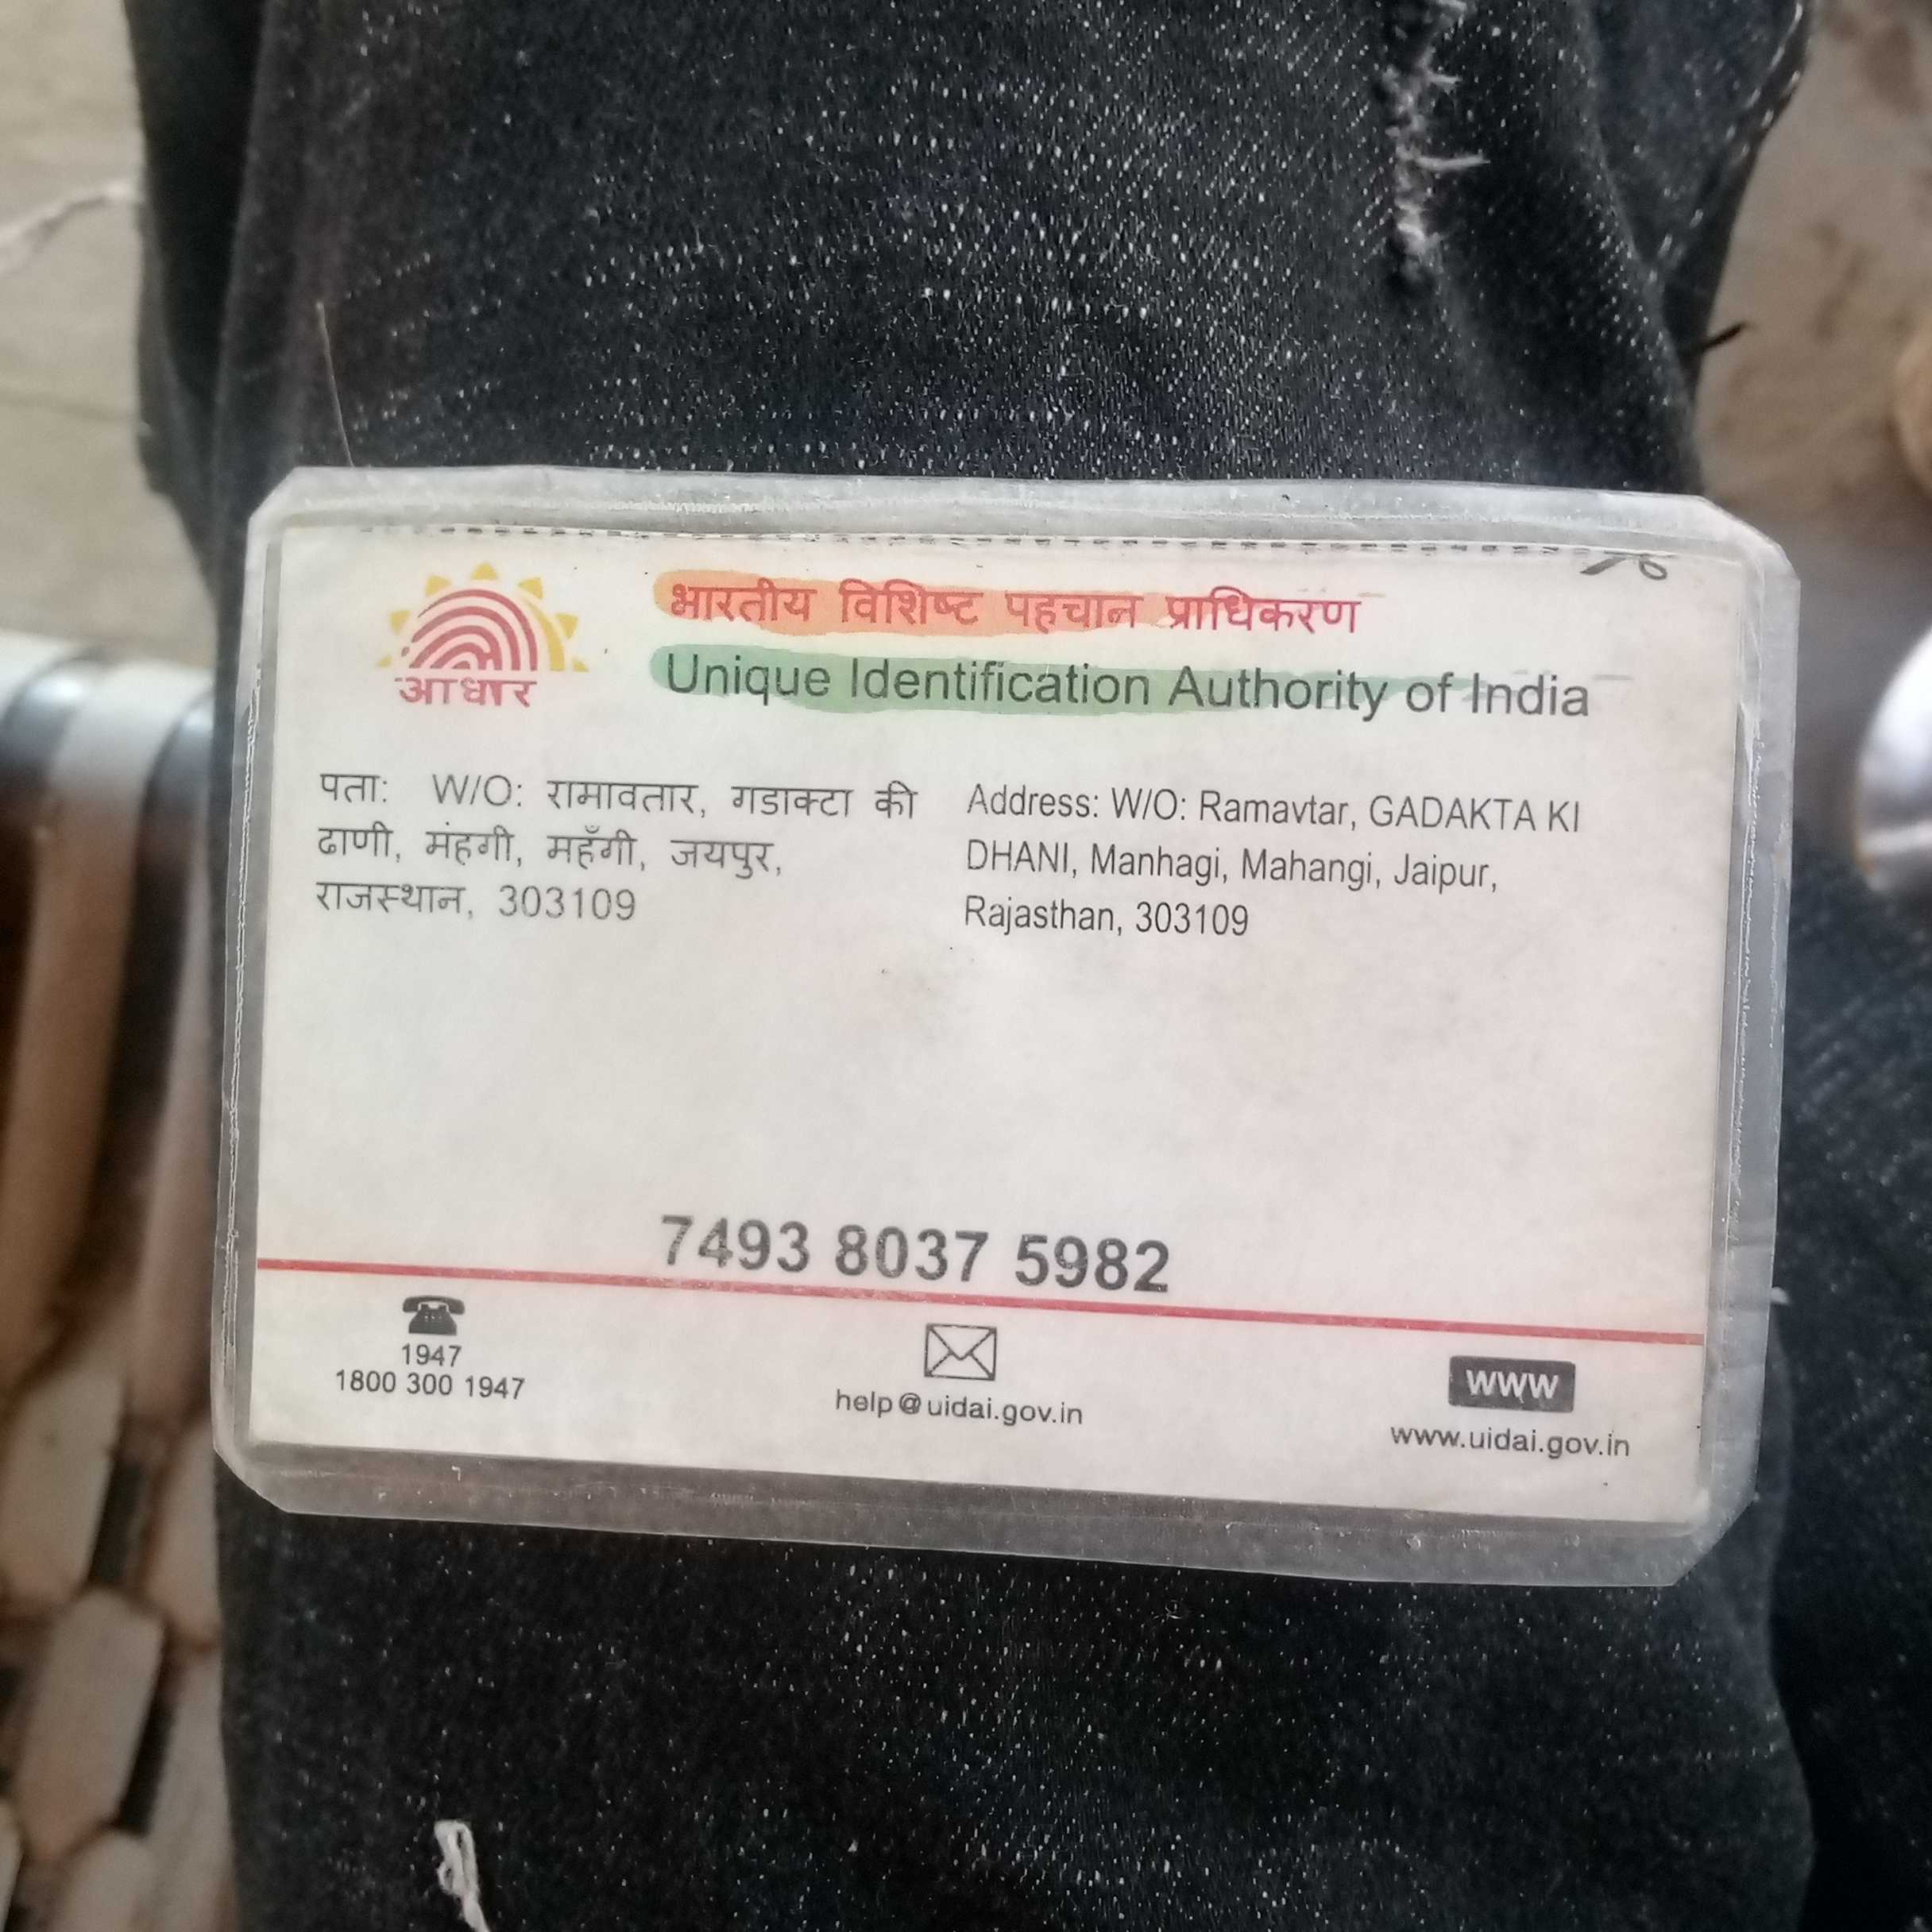 आधार
भारतीय विशिष्ट पहचान प्राधिकरण
Unique Identification Authority of India
पता: W/O: रामावतार, गडाक्टा की
ढाणी, मंहगी, महँगी, जयपुर,
राजस्थान, 303109
Address: W/O: Ramavtar, GADAKTA KI
DHANI, Manhagi, Mahangi, Jaipur,
Rajasthan, 303109
7493 8037 5982
1947
1800 300 1947
help@uidai.gov.in
www
www.uidai.gov.in